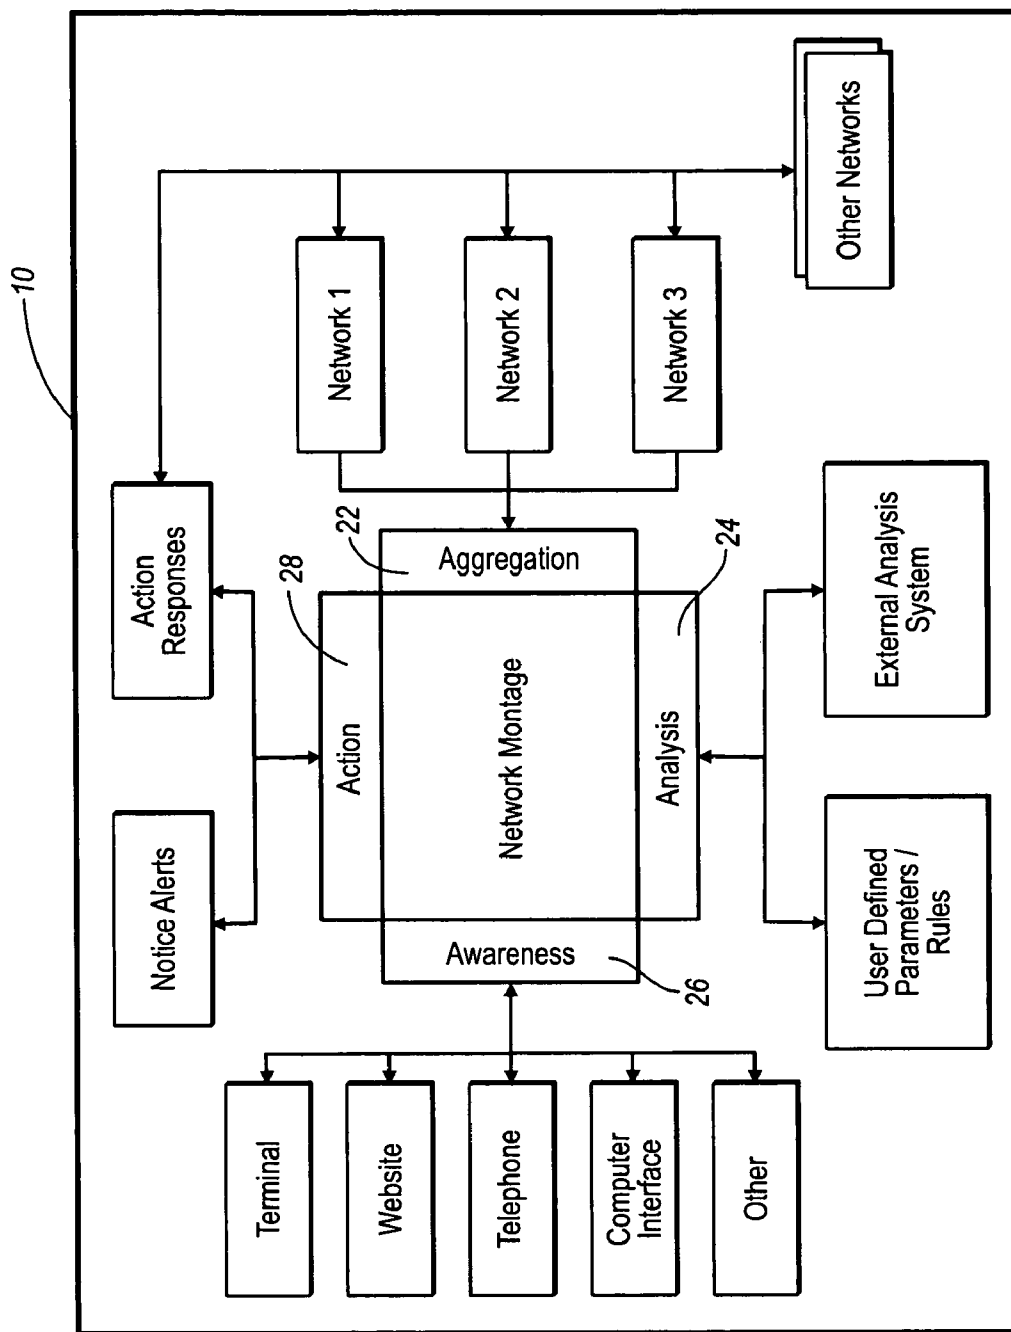 10
Terminal
Website
Telephone
Computer
Interface
Other
Notice Alerts
Action
Responses
Action
28
Awareness
26
Network Montage
22
Aggregation
Analysis
24
User Defined
Parameters /
Rules
External Analysis
System
Network 1
Network 2
Network 3
Other Networks